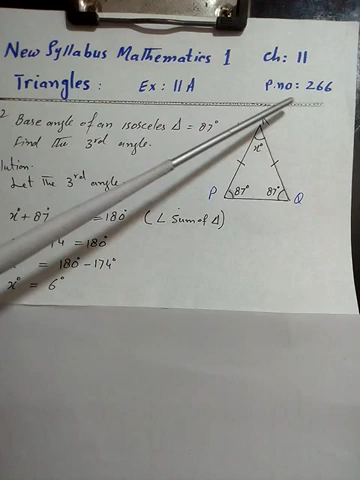 New Syllabus Mathematics 1 Ch: 11
Triangles: Ex: 11A P.no: 266
2 Base angle of an isosceles Δ = 87°
Find the 3rd angle.
lution.
Let the 3rd angle
x°+87° = 180° (∠ Sum of Δ)
= 180°
= 180° - 174°
x° = 6°
x°
P 87° 87° Q